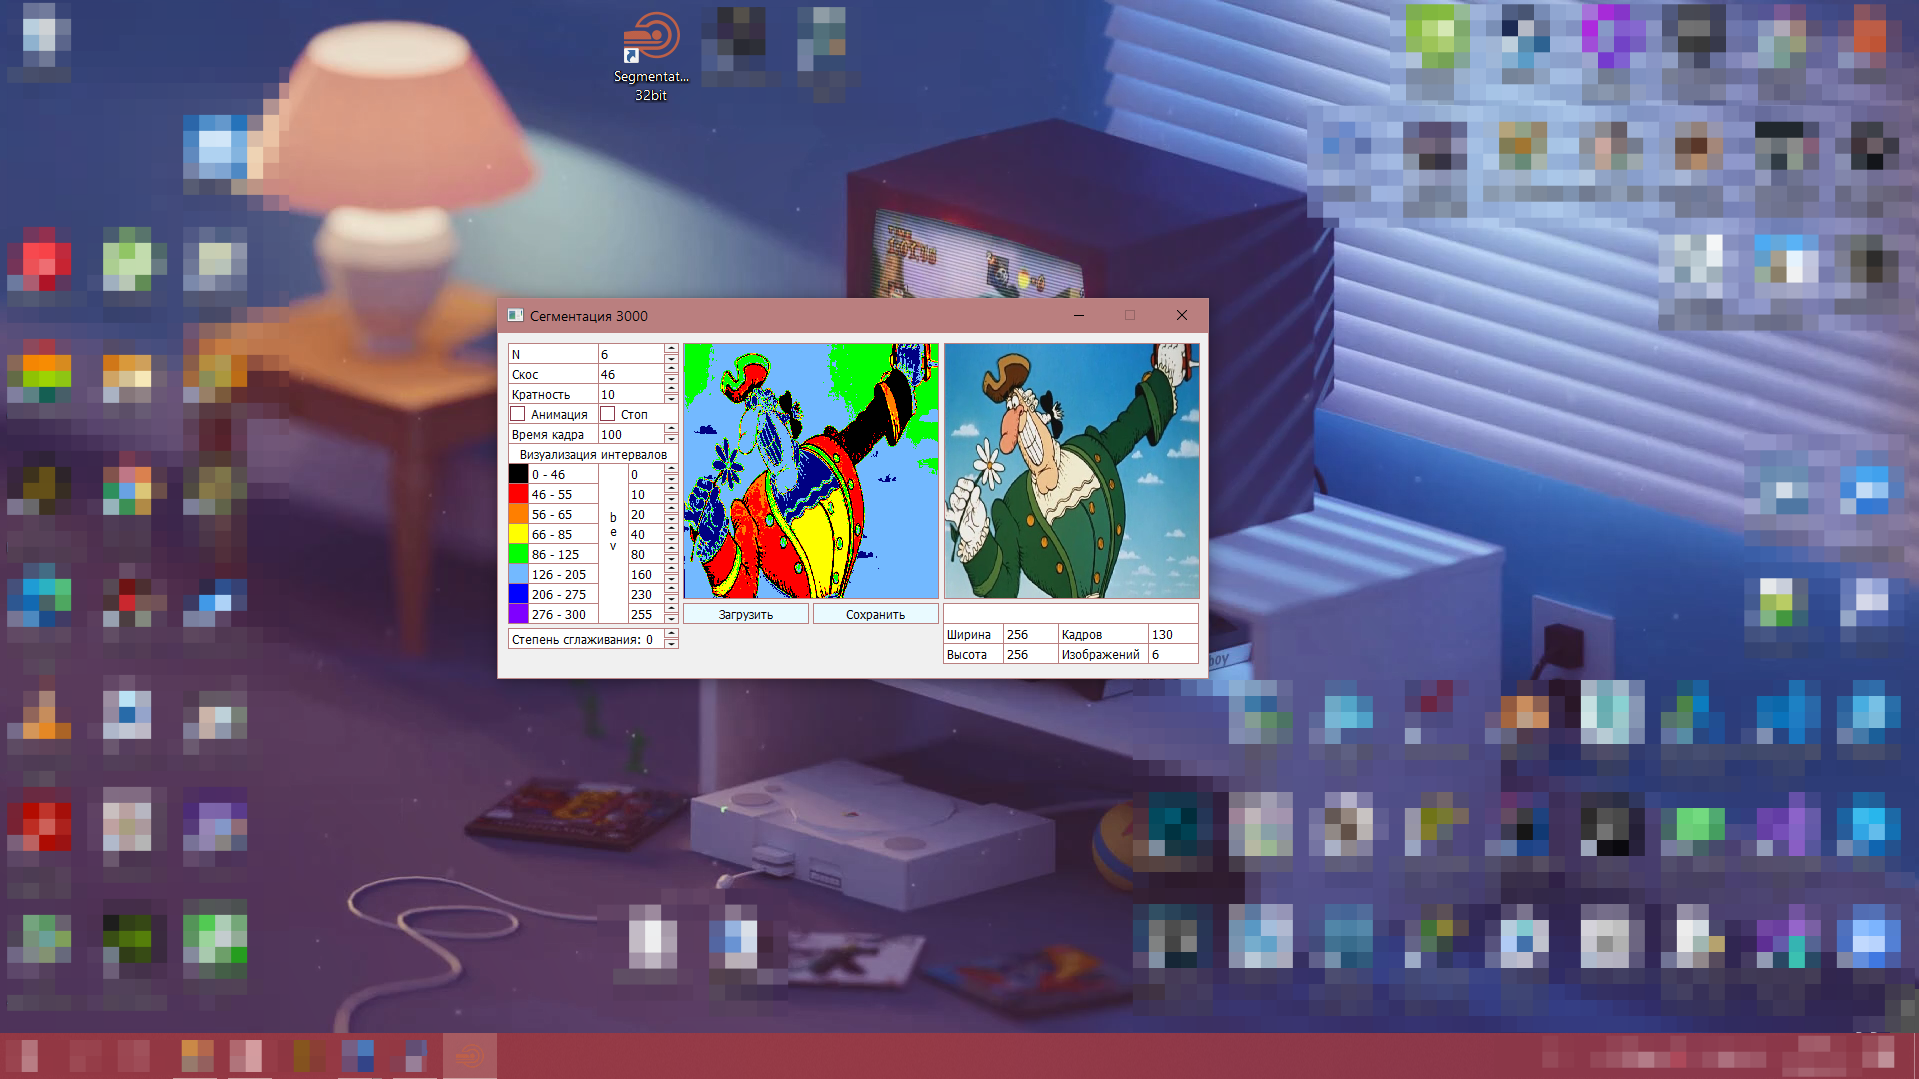 Segmentat...
32bit
Сегментация 3000
N 6
Скос 46
Кратность 10
Анимация Стоп
Время кадра 100
Визуализация интервалов
0 - 46 0
46 - 55 10
56 - 65 20
66 - 85 40
86 - 125 80
126 - 205 160
206 - 275 230
276 - 300 255
b
e
v
Степень сглаживания: 0
Загрузить Сохранить
Ширина 256 Кадров 130
Высота 256 Изображений 6